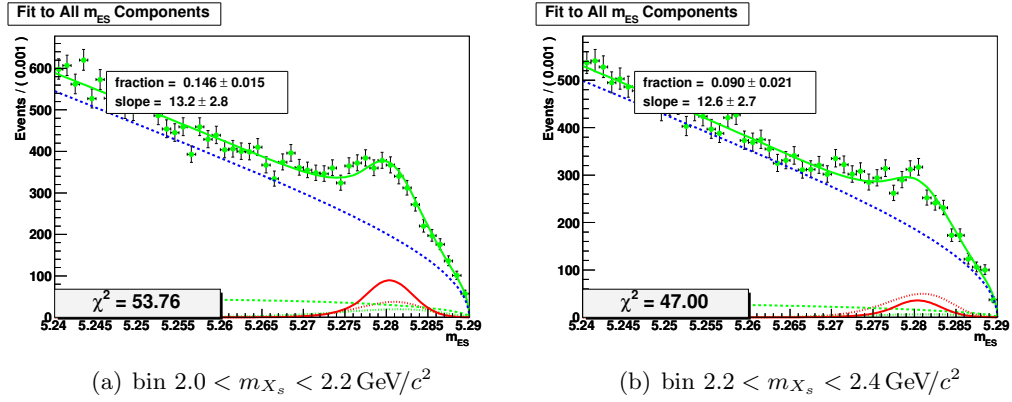 Fit to All m_ES Components
Events / ( 0.001 )
600
500
400
300
200
100
0
fraction = 0.146 ± 0.015
slope = 13.2 ± 2.8
χ² = 53.76
5.24 5.245 5.25 5.255 5.26 5.265 5.27 5.275 5.28 5.285 5.29
m_ES
(a) bin 2.0 < m_{X_s} < 2.2 GeV/c²
Fit to All m_ES Components
Events / ( 0.001 )
500
400
300
200
100
0
fraction = 0.090 ± 0.021
slope = 12.6 ± 2.7
χ² = 47.00
5.24 5.245 5.25 5.255 5.26 5.265 5.27 5.275 5.28 5.285 5.29
m_ES
(b) bin 2.2 < m_{X_s} < 2.4 GeV/c²